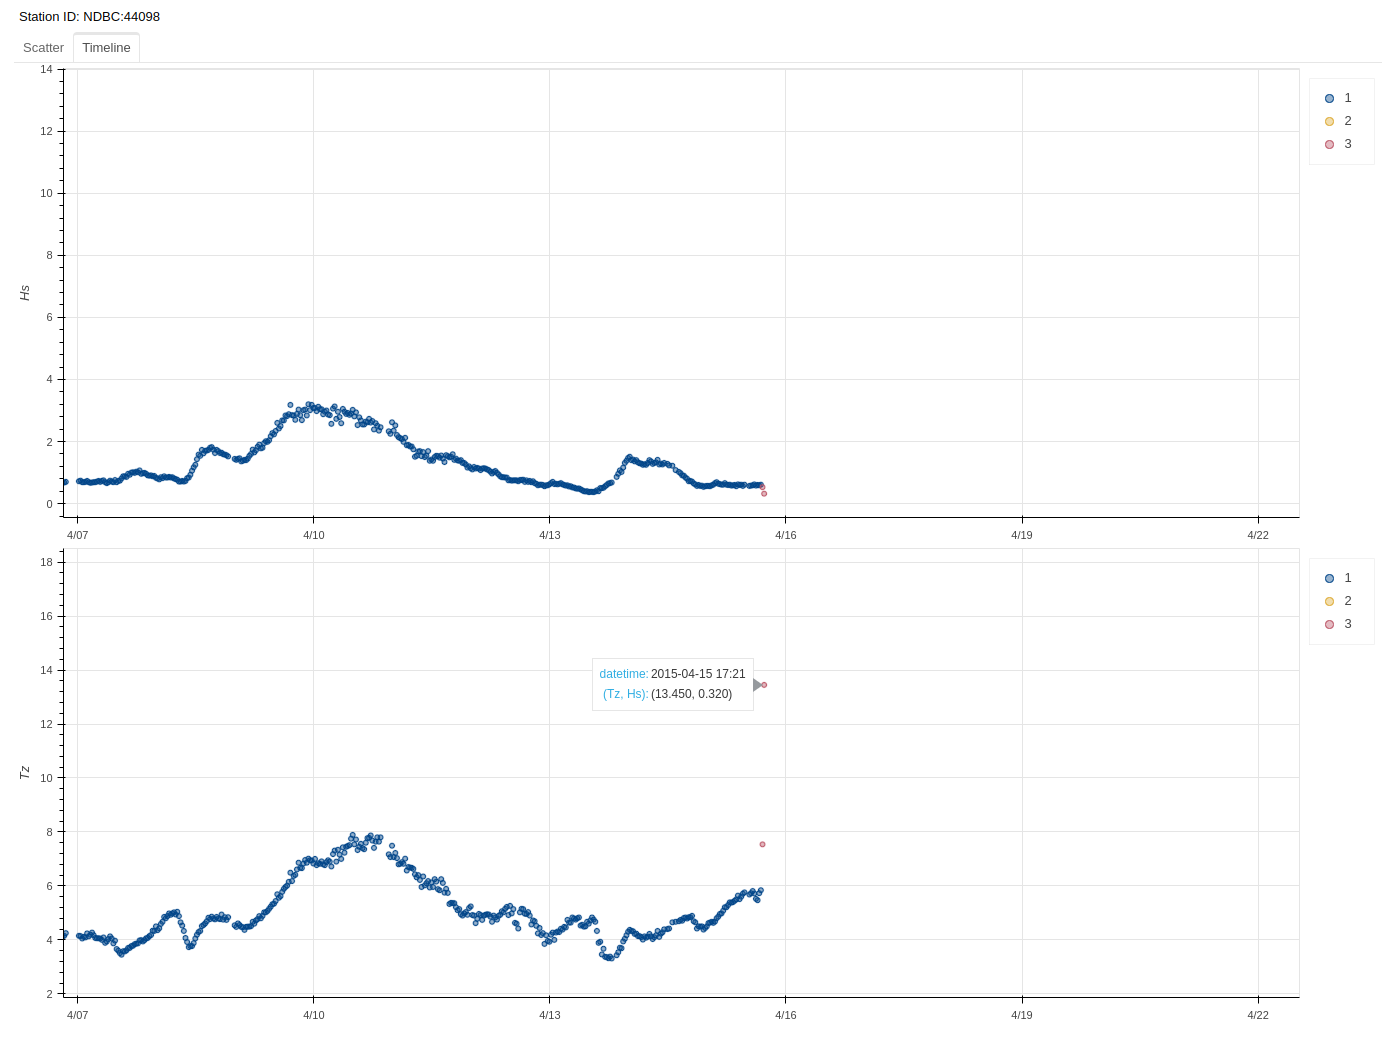 Station ID: NDBC:44098
Scatter Timeline
14
12
10
8
6
4
2
0
Hs
4/07 4/10 4/13 4/16 4/19 4/22
1
2
3
18
16
14
12
10
8
6
4
2
Tz
datetime: 2015-04-15 17:21
(Tz, Hs): (13.450, 0.320)
4/07 4/10 4/13 4/16 4/19 4/22
1
2
3